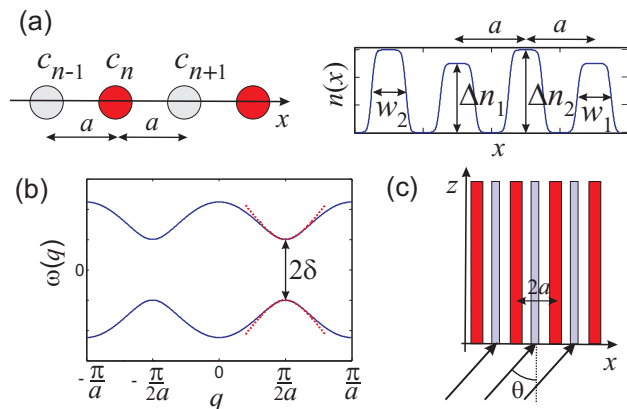 (a)
c_{n-1} c_n c_{n+1}
x
a a
n(x)
a a
w_2 Δn_1 Δn_2 w_1
x
(b)
ω(q)
0
2δ
-π/a -π/2a 0 π/2a π/a
q
(c)
z
2a
x
θ